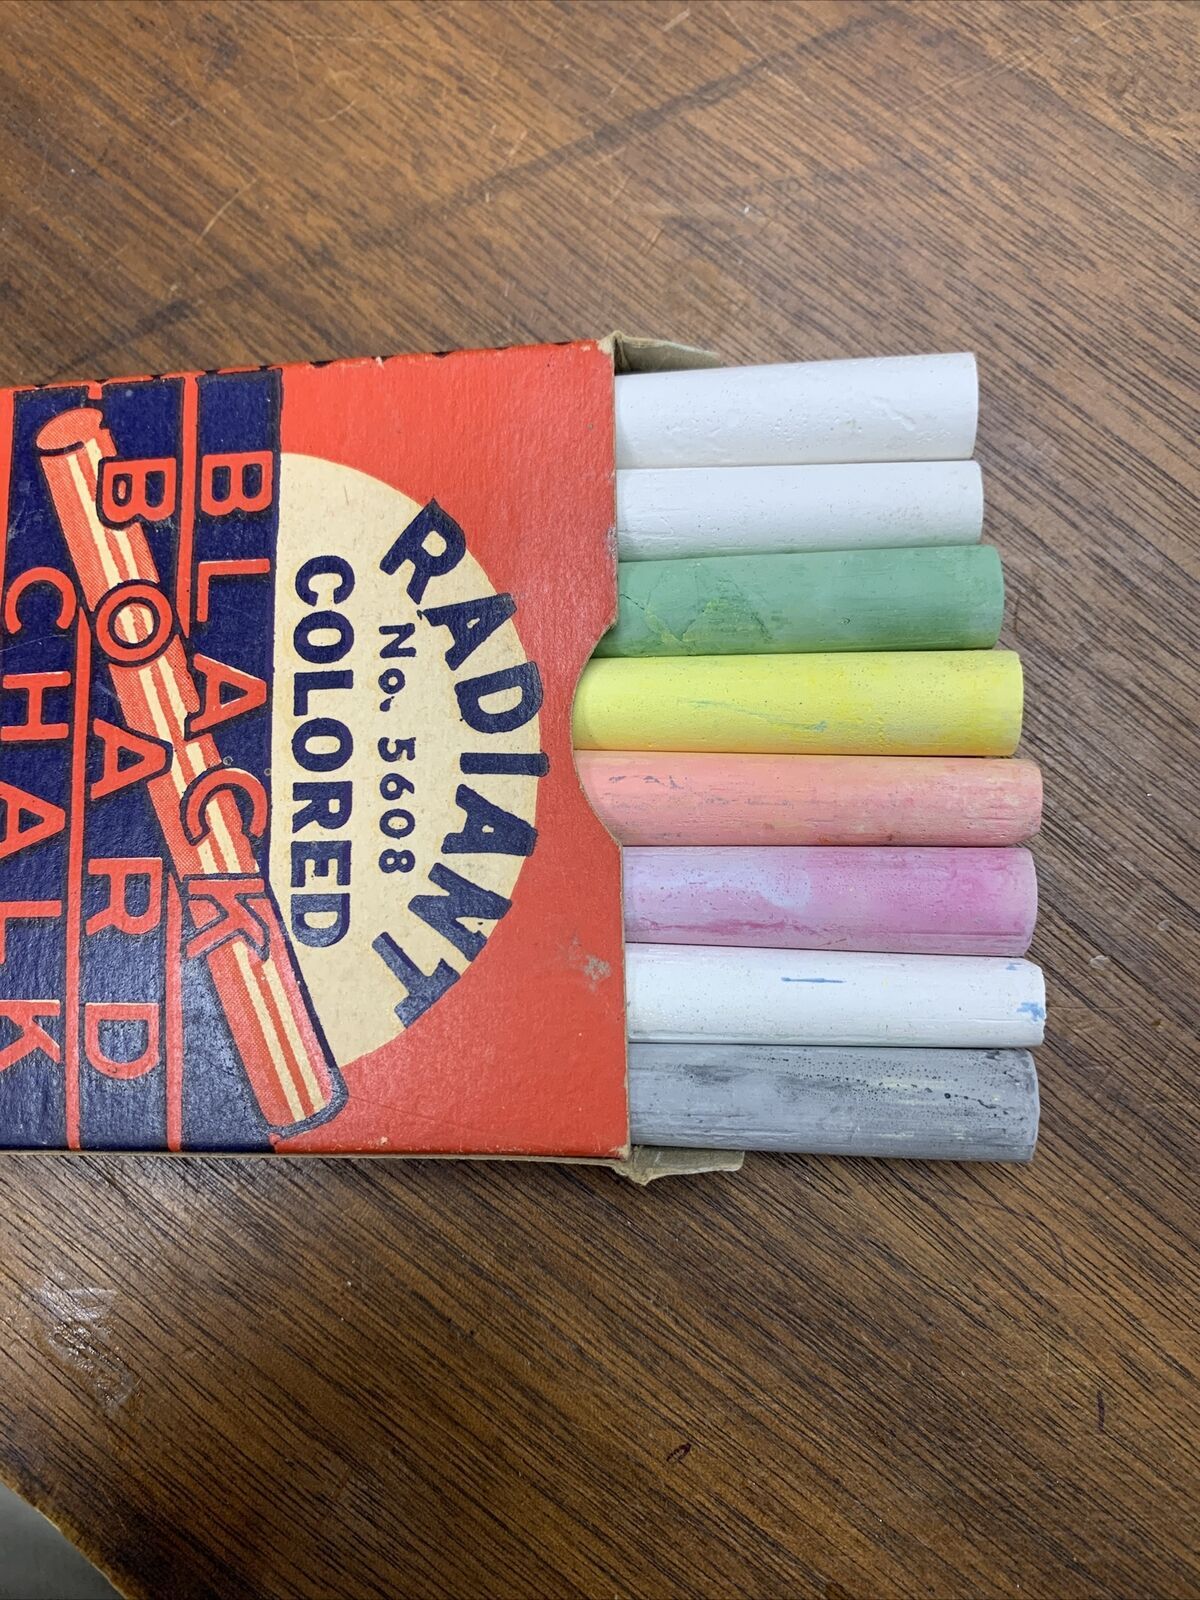 RADIANT
No. 5608
COLORED
BLACK
BOARD
CHALK